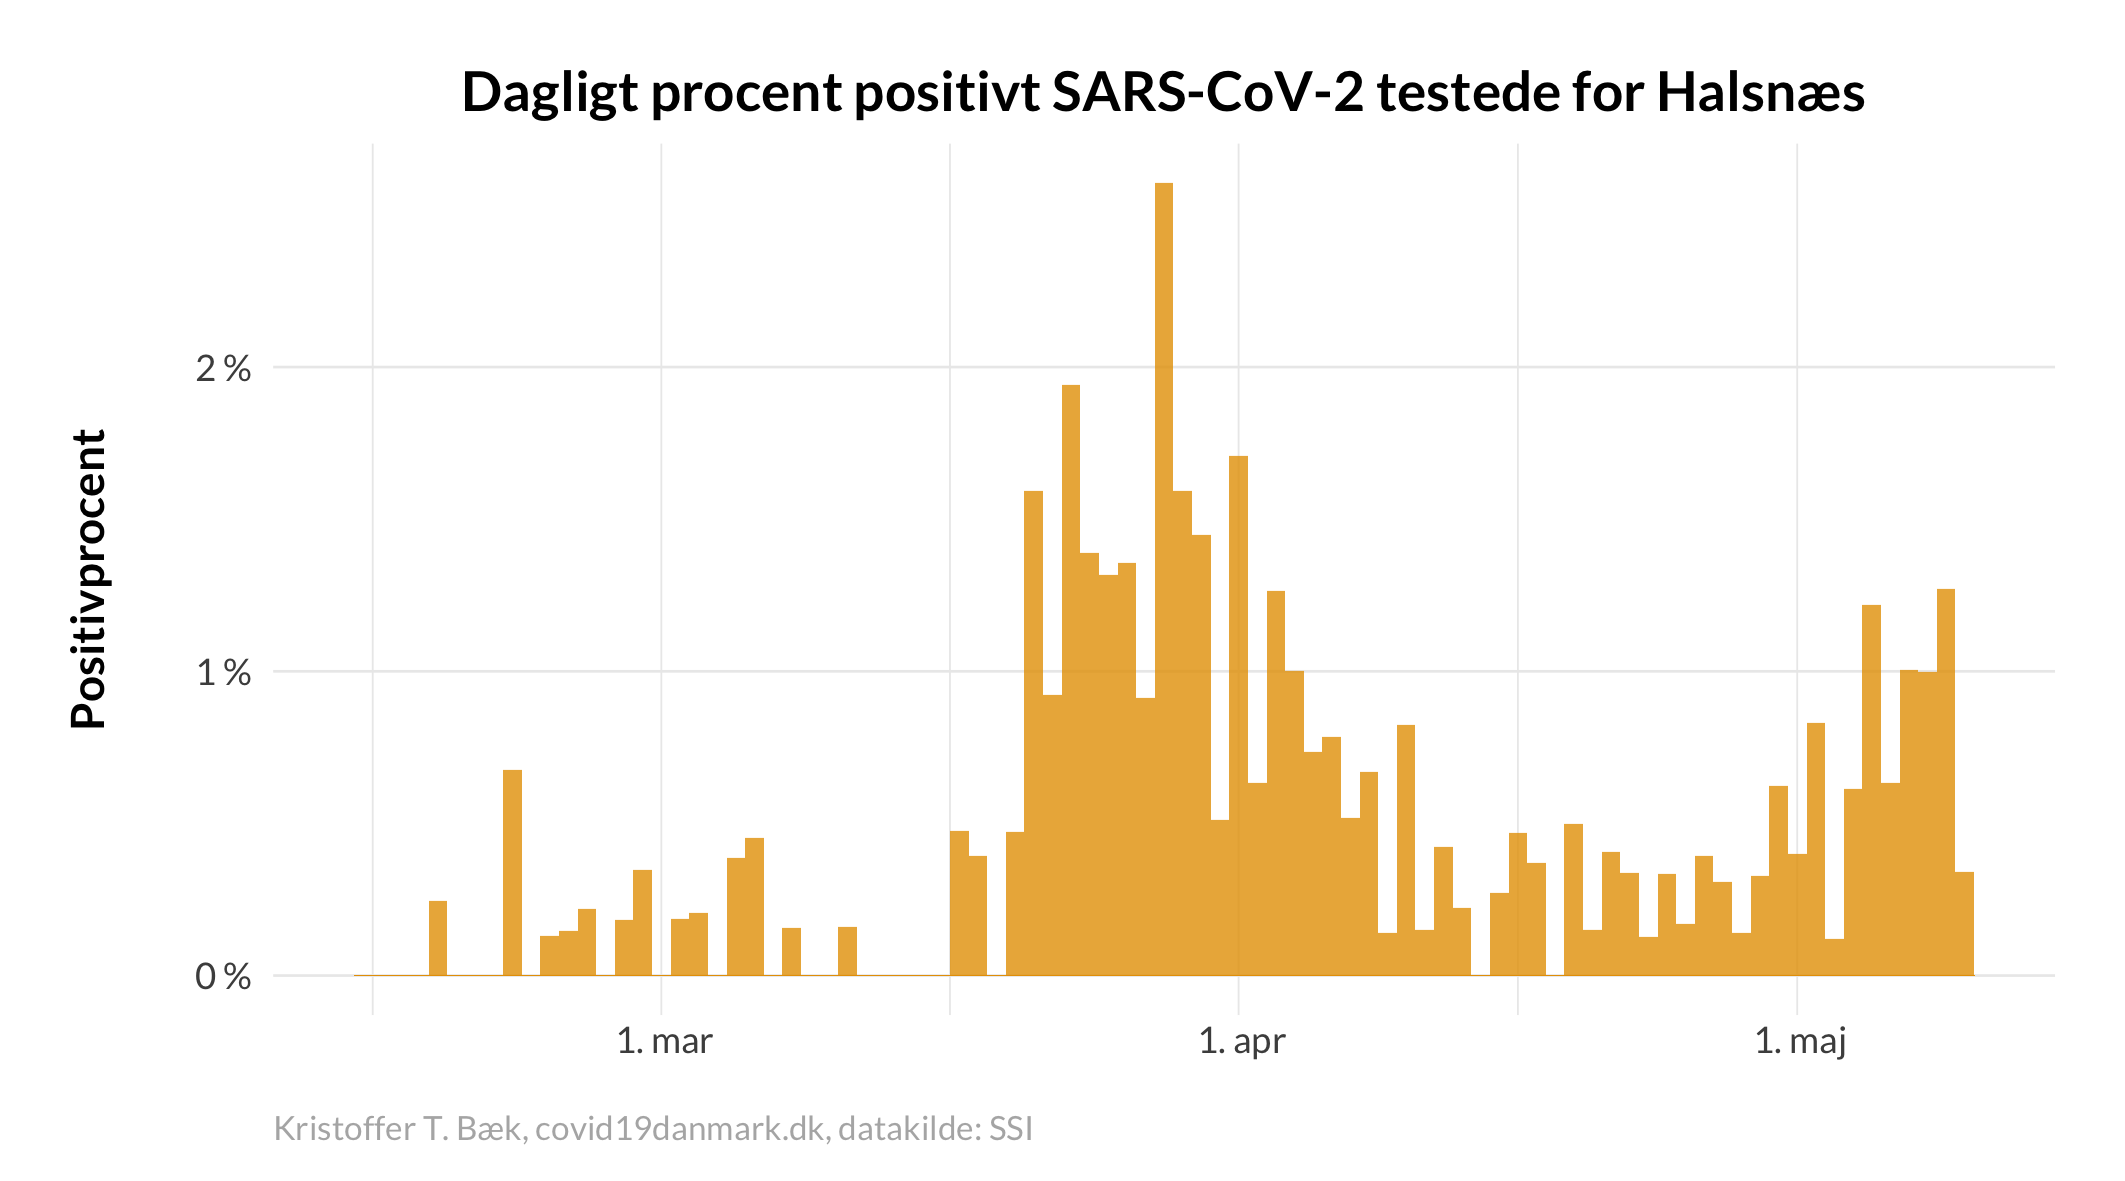 Dagligt procent positivt SARS-CoV-2 testede for Halsnæs
Positivprocent
2 %
1 %
0 %
1. mar
1. apr
1. maj
Kristoffer T. Bæk, covid19danmark.dk, datakilde: SSI